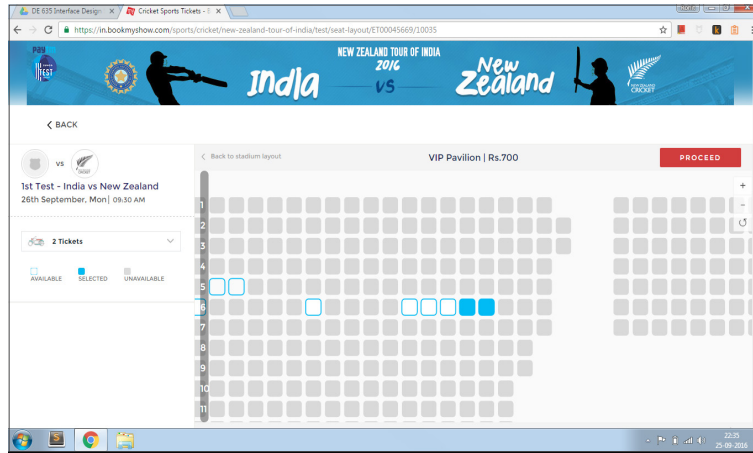 DE 635 Interface Design
Cricket Sports Tickets - B
https://in.bookmyshow.com/sports/cricket/new-zealand-tour-of-india/test/seat-layout/ET00045669/10035
TEST
NEW ZEALAND TOUR OF INDIA
2016
India
VS
New
Zealand
NEW ZEALAND
CRICKET
BACK
VS
Back to stadium layout
VIP Pavilion | Rs.700
PROCEED
1st Test - India vs New Zealand
26th September, Mon| 09:30 AM
2 Tickets
AVAILABLE
SELECTED
UNAVAILABLE
1
2
3
4
5
6
7
8
9
10
11
+
-
22:35
25-09-2016